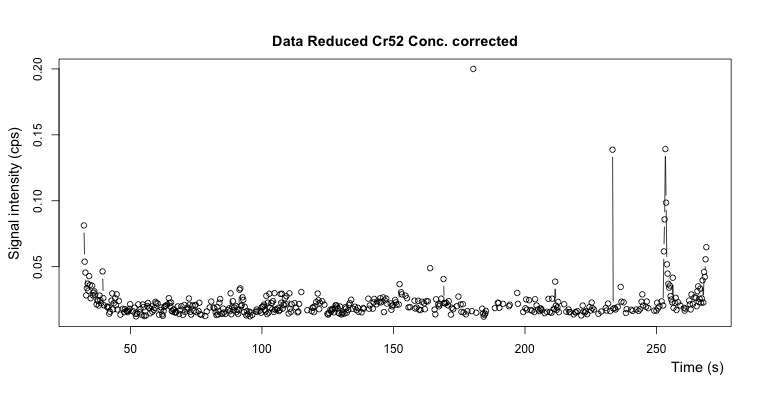 Data Reduced Cr52 Conc. corrected
Signal intensity (cps)
0.20
0.15
0.10
0.05
50 100 150 200 250
Time (s)